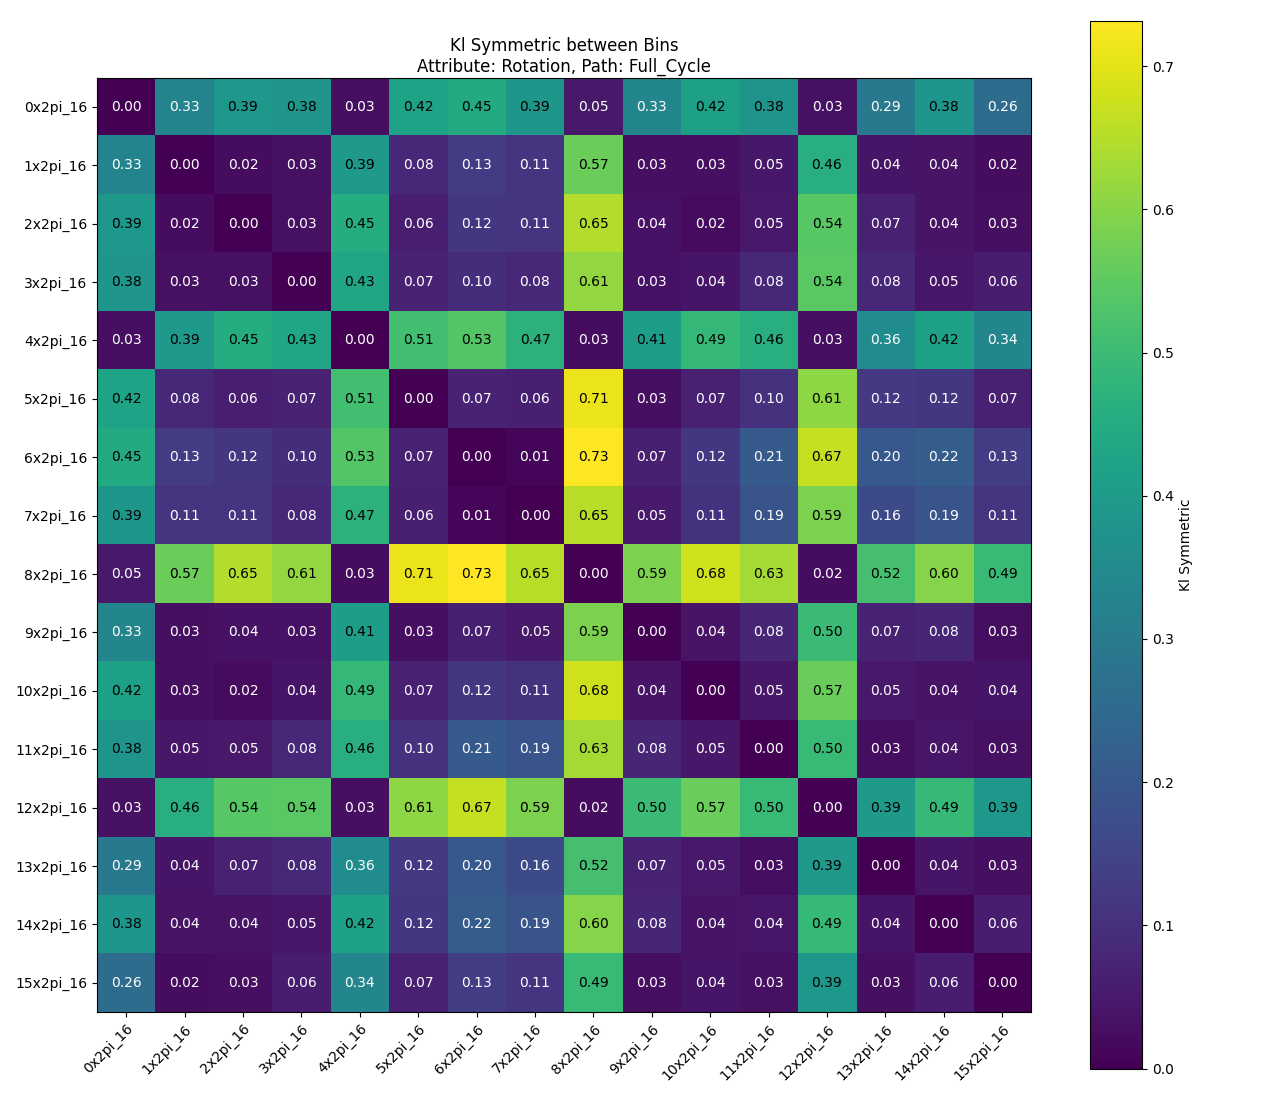 Kl Symmetric between Bins
Attribute: Rotation, Path: Full_Cycle
0x2pi_16 0.00 0.33 0.39 0.38 0.03 0.42 0.45 0.39 0.05 0.33 0.42 0.38 0.03 0.29 0.38 0.26
1x2pi_16 0.33 0.00 0.02 0.03 0.39 0.08 0.13 0.11 0.57 0.03 0.03 0.05 0.46 0.04 0.04 0.02
2x2pi_16 0.39 0.02 0.00 0.03 0.45 0.06 0.12 0.11 0.65 0.04 0.02 0.05 0.54 0.07 0.04 0.03
3x2pi_16 0.38 0.03 0.03 0.00 0.43 0.07 0.10 0.08 0.61 0.03 0.04 0.08 0.54 0.08 0.05 0.06
4x2pi_16 0.03 0.39 0.45 0.43 0.00 0.51 0.53 0.47 0.03 0.41 0.49 0.46 0.03 0.36 0.42 0.34
5x2pi_16 0.42 0.08 0.06 0.07 0.51 0.00 0.07 0.06 0.71 0.03 0.07 0.10 0.61 0.12 0.12 0.07
6x2pi_16 0.45 0.13 0.12 0.10 0.53 0.07 0.00 0.01 0.73 0.07 0.12 0.21 0.67 0.20 0.22 0.13
7x2pi_16 0.39 0.11 0.11 0.08 0.47 0.06 0.01 0.00 0.65 0.05 0.11 0.19 0.59 0.16 0.19 0.11
8x2pi_16 0.05 0.57 0.65 0.61 0.03 0.71 0.73 0.65 0.00 0.59 0.68 0.63 0.02 0.52 0.60 0.49
9x2pi_16 0.33 0.03 0.04 0.03 0.41 0.03 0.07 0.05 0.59 0.00 0.04 0.08 0.50 0.07 0.08 0.03
10x2pi_16 0.42 0.03 0.02 0.04 0.49 0.07 0.12 0.11 0.68 0.04 0.00 0.05 0.57 0.05 0.04 0.04
11x2pi_16 0.38 0.05 0.05 0.08 0.46 0.10 0.21 0.19 0.63 0.08 0.05 0.00 0.50 0.03 0.04 0.03
12x2pi_16 0.03 0.46 0.54 0.54 0.03 0.61 0.67 0.59 0.02 0.50 0.57 0.50 0.00 0.39 0.49 0.39
13x2pi_16 0.29 0.04 0.07 0.08 0.36 0.12 0.20 0.16 0.52 0.07 0.05 0.03 0.39 0.00 0.04 0.03
14x2pi_16 0.38 0.04 0.04 0.05 0.42 0.12 0.22 0.19 0.60 0.08 0.04 0.04 0.49 0.04 0.00 0.06
15x2pi_16 0.26 0.02 0.03 0.06 0.34 0.07 0.13 0.11 0.49 0.03 0.04 0.03 0.39 0.03 0.06 0.00
0x2pi_16 1x2pi_16 2x2pi_16 3x2pi_16 4x2pi_16 5x2pi_16 6x2pi_16 7x2pi_16 8x2pi_16 9x2pi_16 10x2pi_16 11x2pi_16 12x2pi_16 13x2pi_16 14x2pi_16 15x2pi_16
0.7
0.6
0.5
0.4
0.3
0.2
0.1
0.0
Kl Symmetric